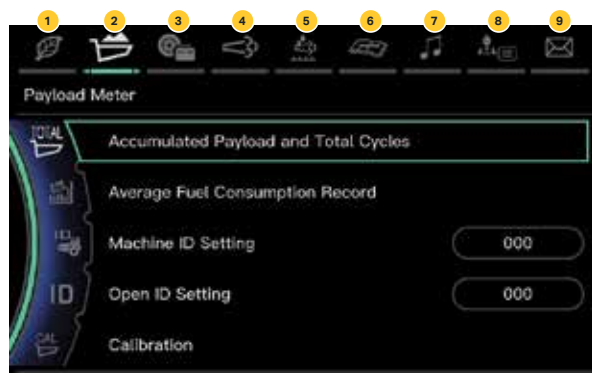 1 2 3 4 5 6 7 8 9
Payload Meter
TOTAL Accumulated Payload and Total Cycles
Average Fuel Consumption Record
ID Machine ID Setting 000
ID Open ID Setting 000
CAL Calibration